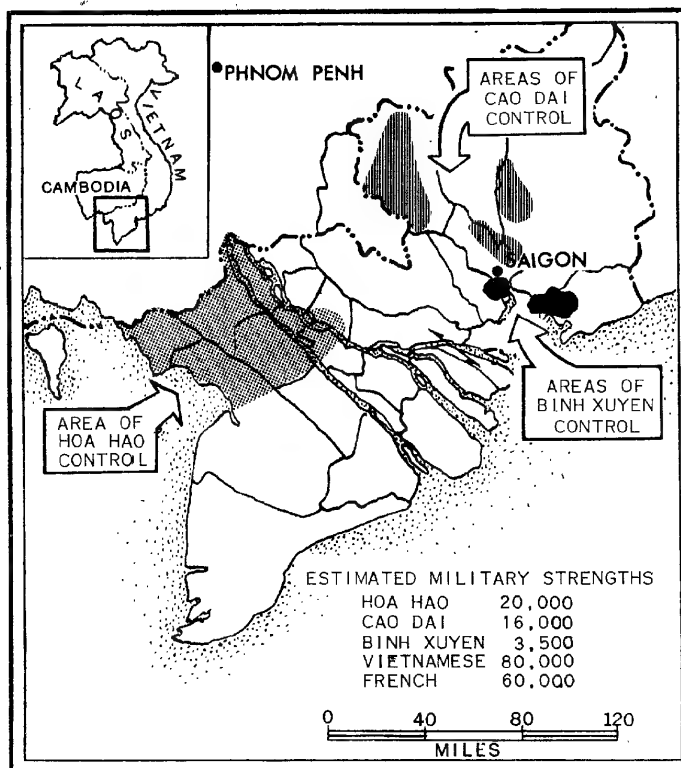 LAOS
VIETNAM
CAMBODIA
PHNOM PENH
AREAS OF
CAO DAI
CONTROL
SAIGON
AREA OF
HOA HAO
CONTROL
AREAS OF
BINH XUYEN
CONTROL
ESTIMATED MILITARY STRENGTHS
HOA HAO 20,000
CAO DAI 16,000
BINH XUYEN 3,500
VIETNAMESE 80,000
FRENCH 60,000
0 40 80 120
MILES